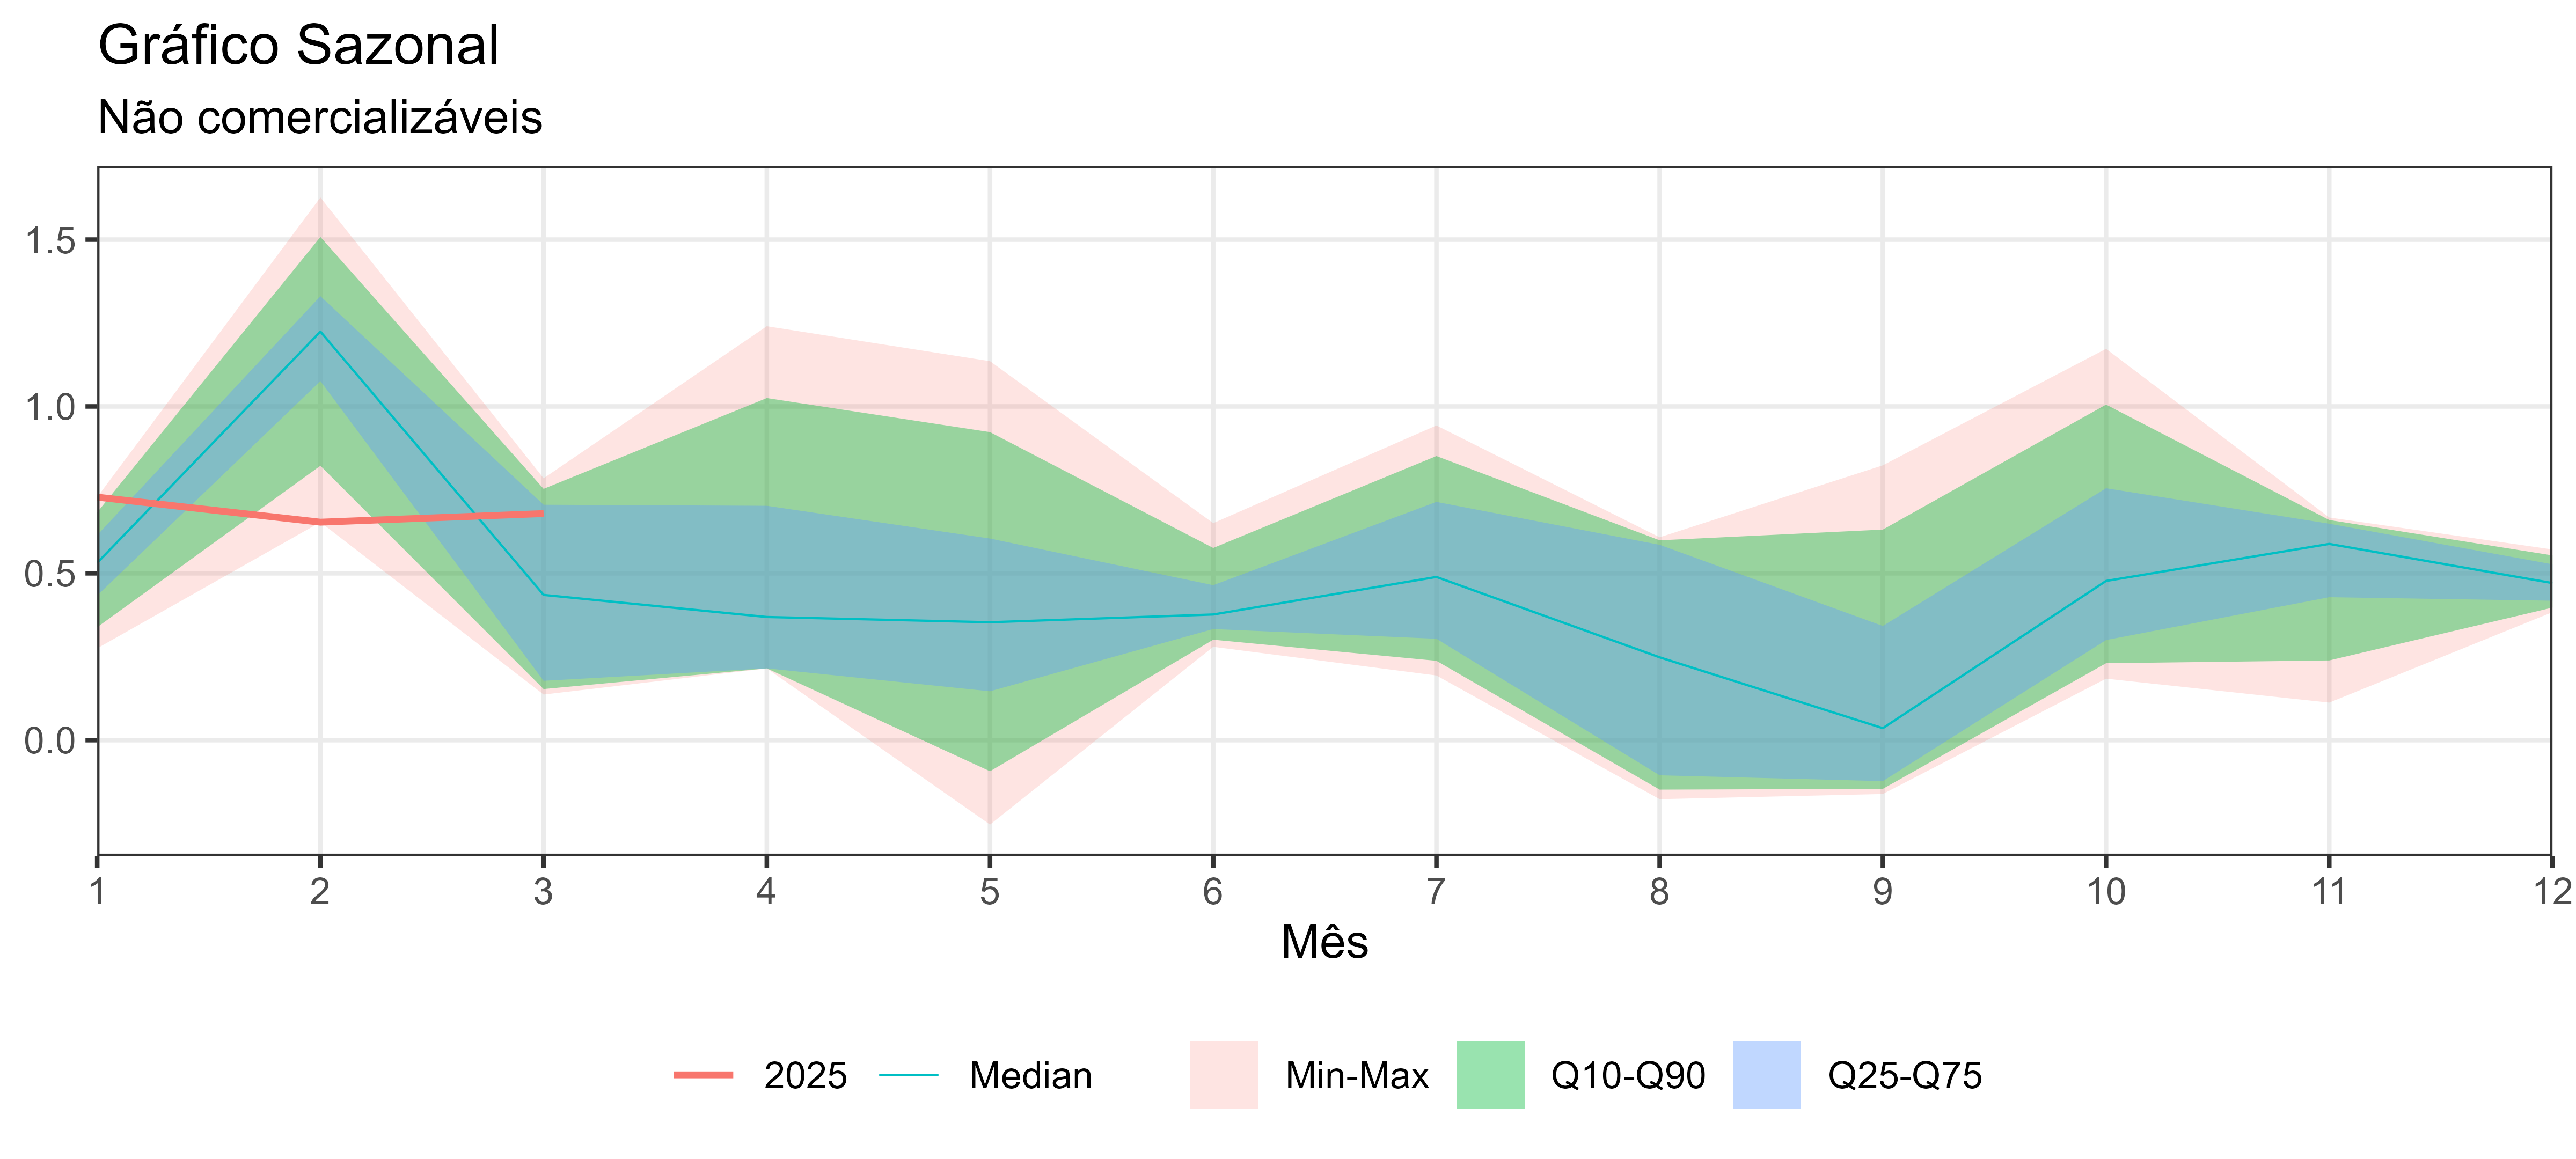 Gráfico Sazonal
Não comercializáveis
1.5
1.0
0.5
0.0
1 2 3 4 5 6 7 8 9 10 11 12
Mês
2025 Median Min-Max Q10-Q90 Q25-Q75